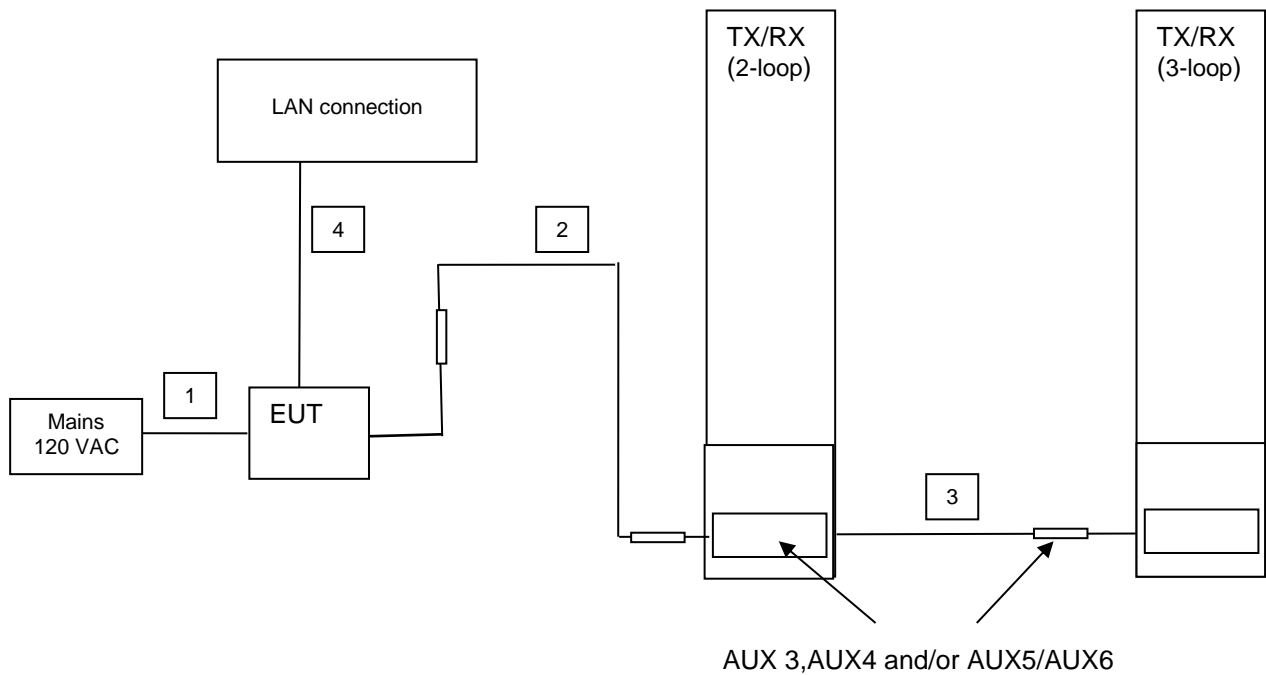 TX/RX
(2-loop)
TX/RX
(3-loop)
LAN connection
4
2
1
EUT
Mains
120 VAC
3
AUX 3,AUX4 and/or AUX5/AUX6